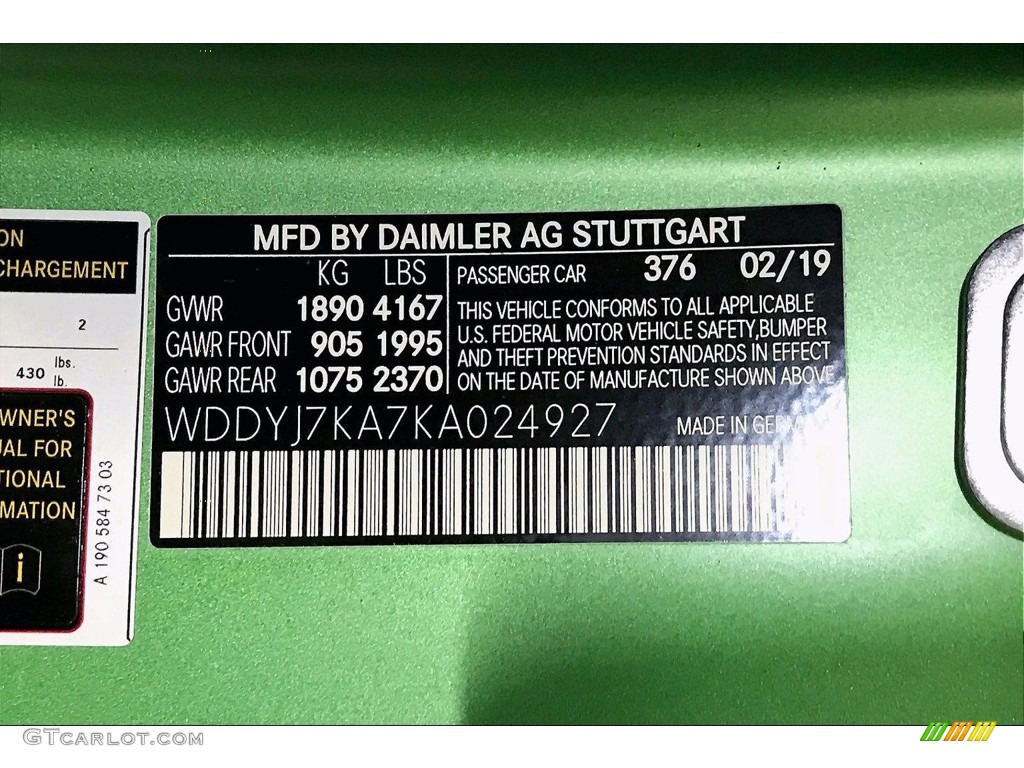 ON
CHARGEMENT
2
430 lbs.
lb.
WNER'S
UAL FOR
TIONAL
MATION
i
A 190 584 73 03
MFD BY DAIMLER AG STUTTGART
KG LBS
GVWR 1890 4167
GAWR FRONT 905 1995
GAWR REAR 1075 2370
PASSENGER CAR 376 02/19
THIS VEHICLE CONFORMS TO ALL APPLICABLE
U.S. FEDERAL MOTOR VEHICLE SAFETY,BUMPER
AND THEFT PREVENTION STANDARDS IN EFFECT
ON THE DATE OF MANUFACTURE SHOWN ABOVE
WDDYJ7KA7KA024927 MADE IN
GTCARLOT.COM